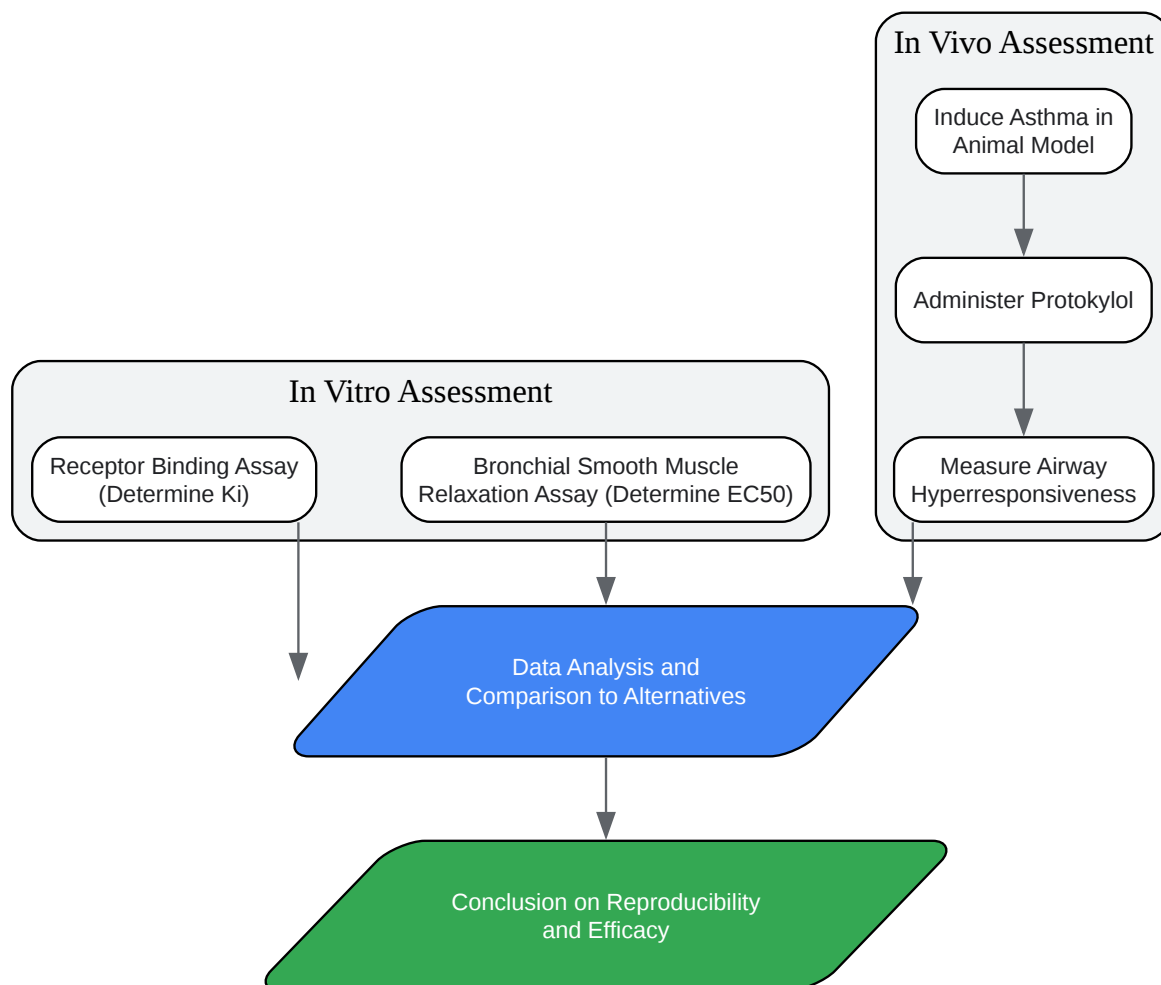 In Vivo Assessment
Induce Asthma in
Animal Model
Administer Protokylol
Measure Airway
Hyperresponsiveness
In Vitro Assessment
Receptor Binding Assay
(Determine Ki)
Bronchial Smooth Muscle
Relaxation Assay (Determine EC50)
Data Analysis and
Comparison to Alternatives
Conclusion on Reproducibility
and Efficacy